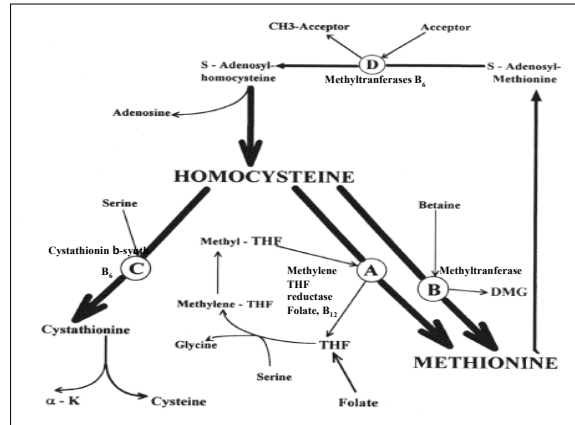 CH3-Acceptor
Acceptor
D
S - Adenosyl-
homocysteine
Methyltranferases B6
S - Adenosyl-
Methionine
Adenosine
HOMOCYSTEINE
Serine
Betaine
Cystathionin b-synth
B6
C
Methyl - THF
Methylene
THF
reductase
Folate, B12
A
Methyltranferase
B
DMG
Methylene - THF
Cystathionine
Glycine
THF
METHIONINE
Serine
α - K
Cysteine
Folate